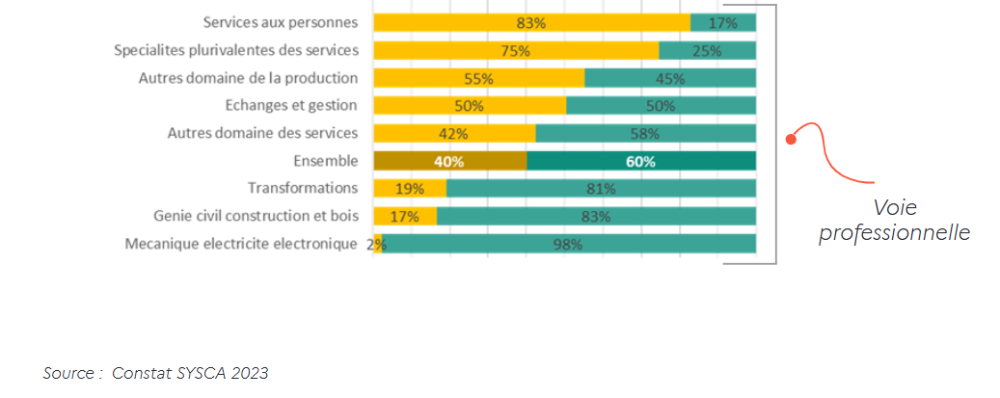 Services aux personnes 83% 17%
Specialites plurivalentes des services 75% 25%
Autres domaine de la production 55% 45%
Echanges et gestion 50% 50%
Autres domaine des services 42% 58%
Ensemble 40% 60%
Transformations 19% 81%
Genie civil construction et bois 17% 83%
Mecanique electricite electronique 2% 98%
Voie
professionnelle
Source : Constat SYSCA 2023